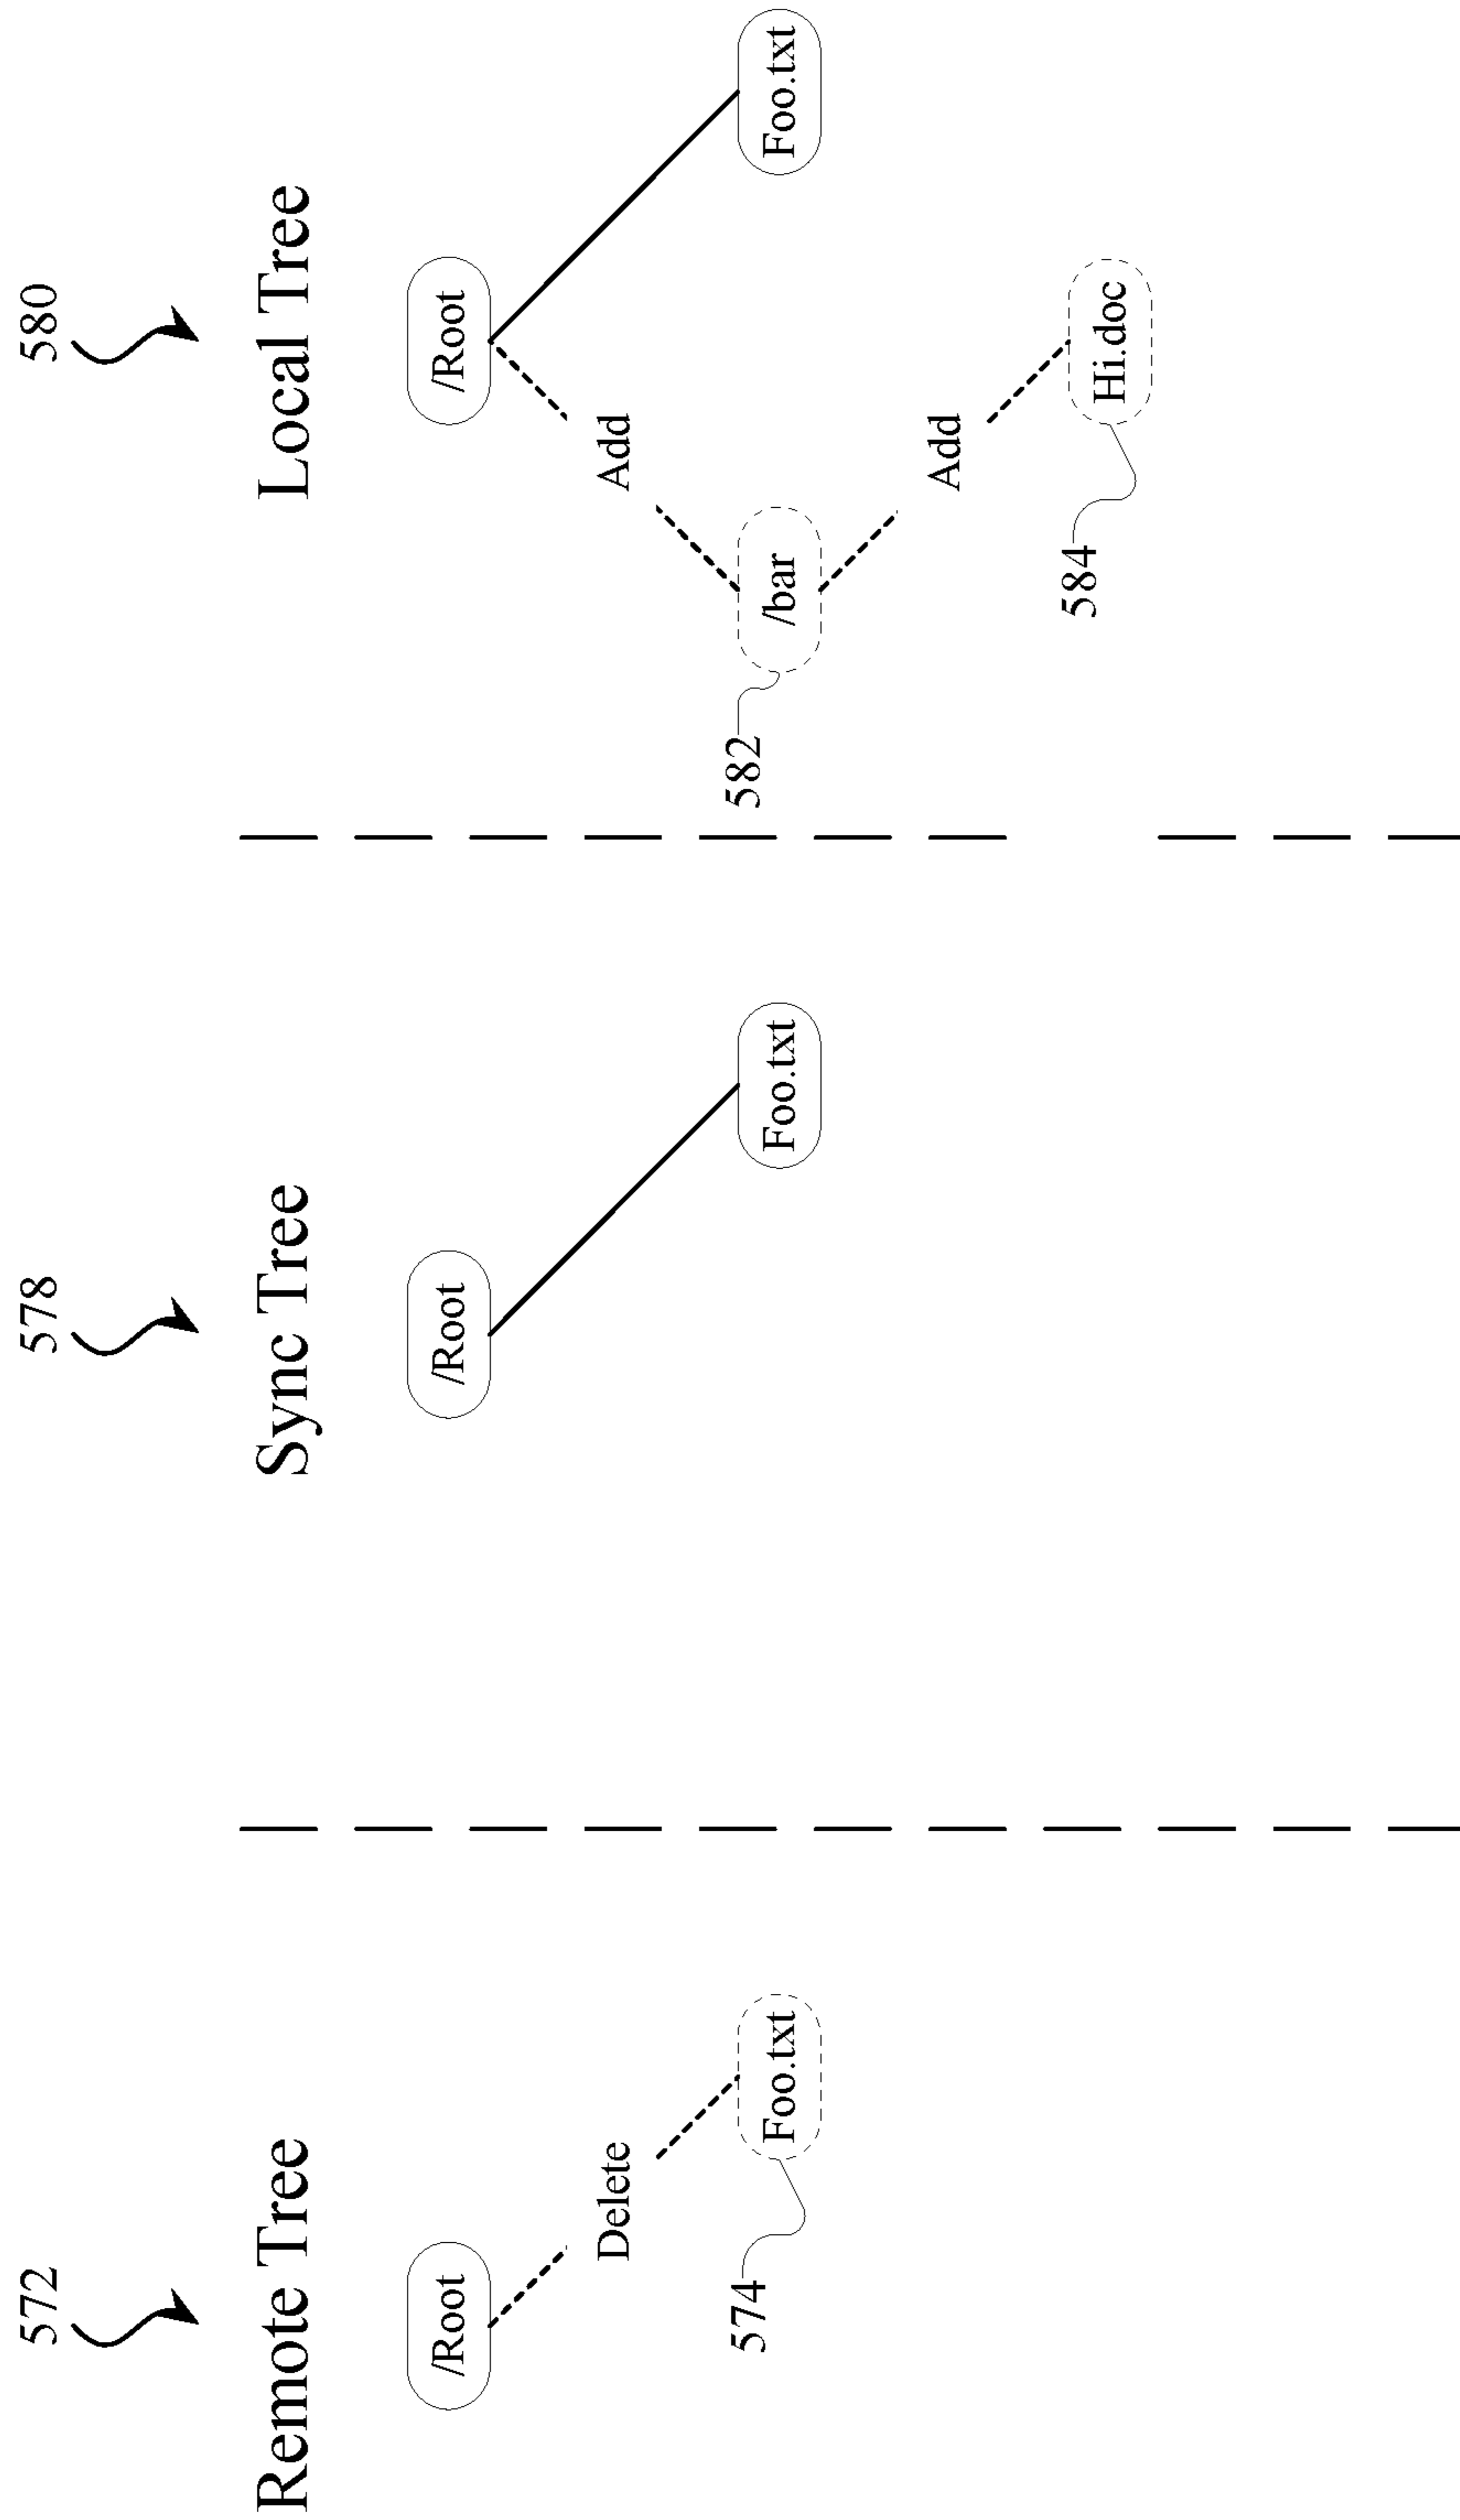 572
Remote Tree
/Root
Delete
574
Foo.txt
578
Sync Tree
/Root
Foo.txt
580
Local Tree
/Root
Add
582
/bar
Foo.txt
Add
584
Hi.doc